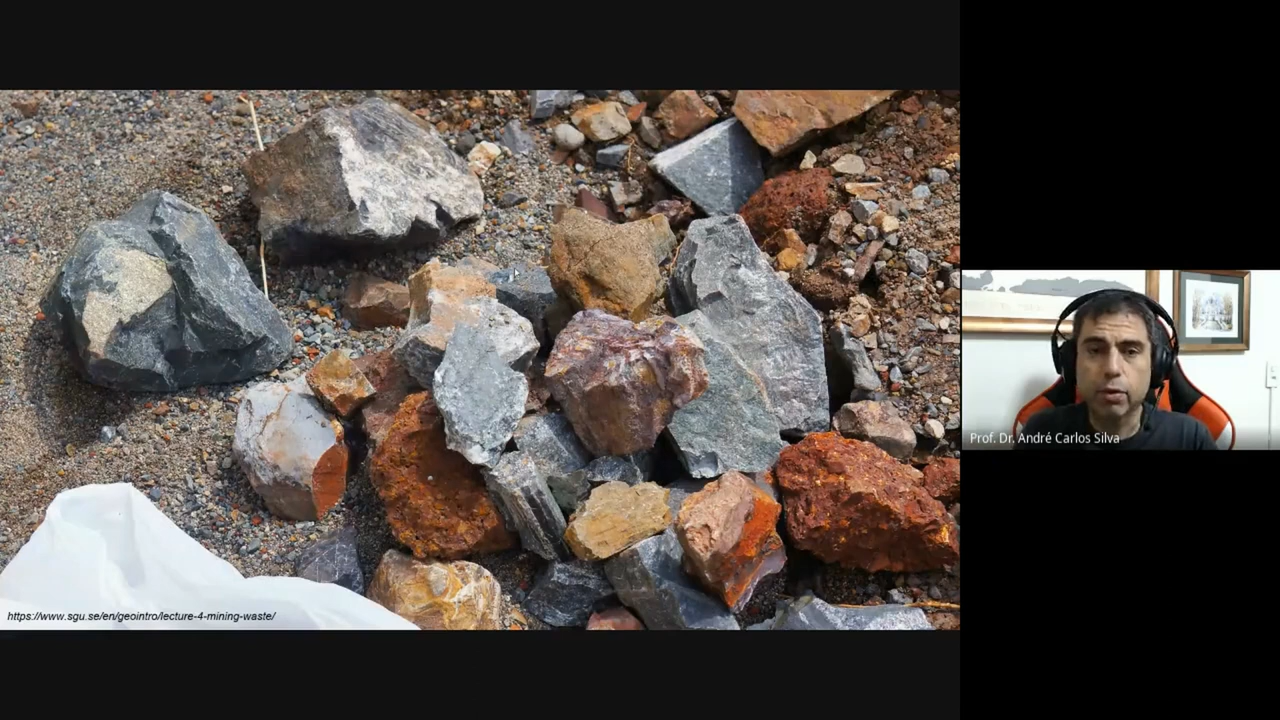 https://www.sgu.se/en/geointro/lecture-4-mining-waste/
Prof. Dr. André Carlos Silva